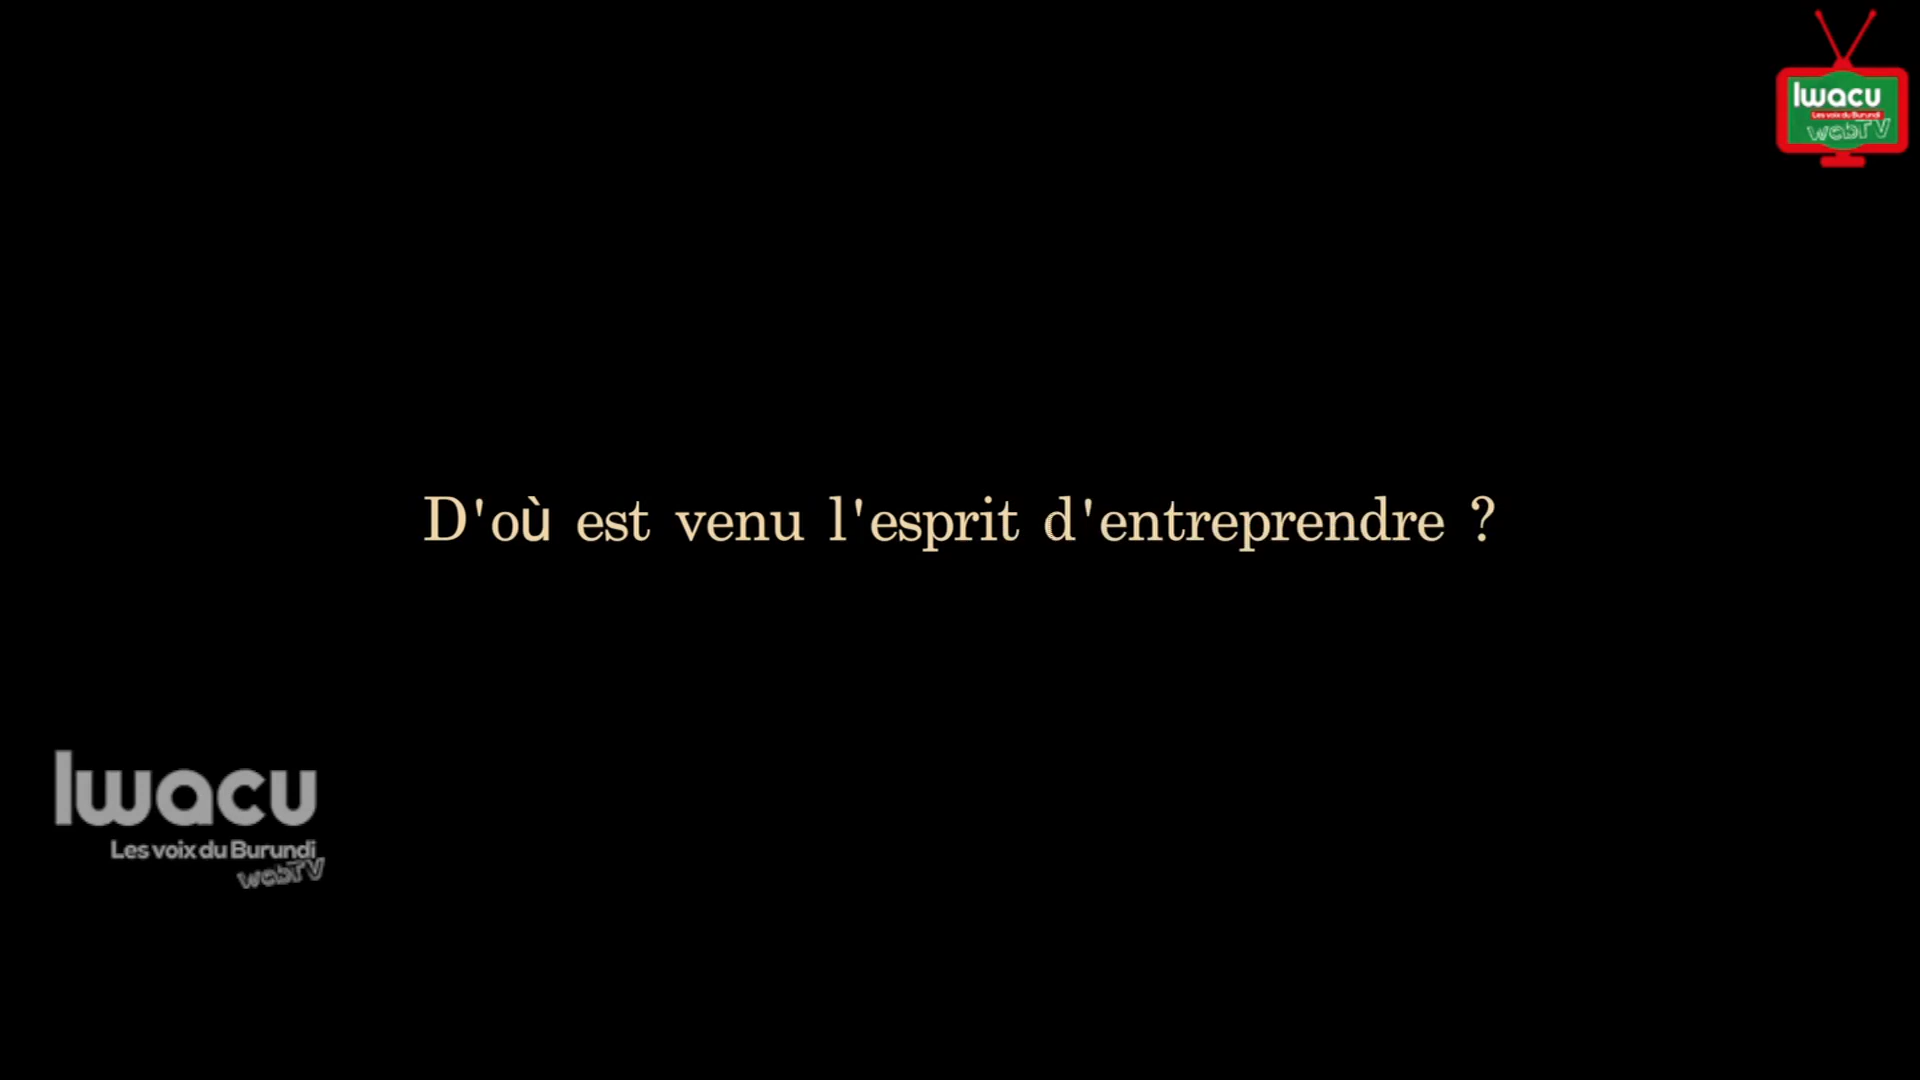 Iwacu
Les voix du Burundi
webTV
D'où est venu l'esprit d'entreprendre ?
Iwacu
Les voix du Burundi
webTV